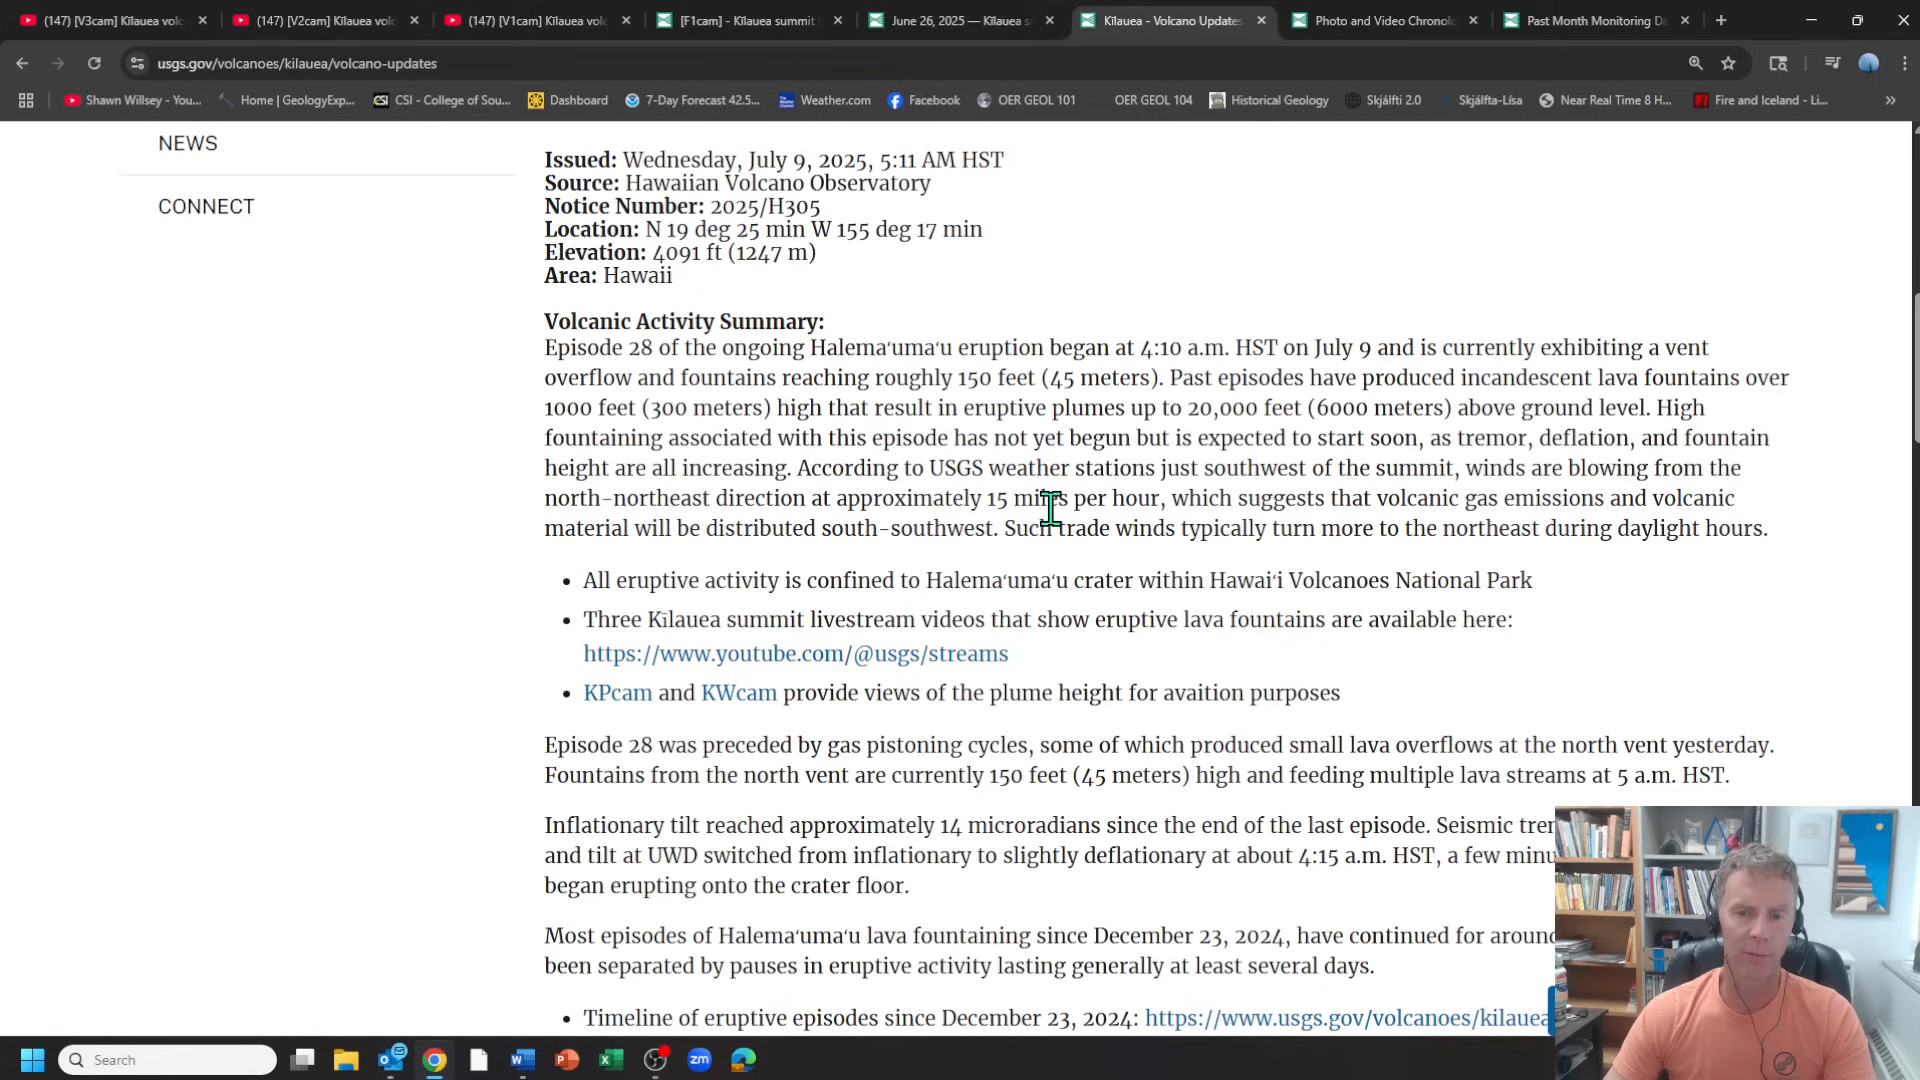 (147) [V3cam] Kīlauea volc
(147) [V2cam] Kīlauea volc
(147) [V1cam] Kīlauea volc
[F1cam] - Kīlauea summit
June 26, 2025 — Kīlauea s
Kīlauea - Volcano Updates
Photo and Video Chronol
Past Month Monitoring Da
usgs.gov/volcanoes/kilauea/volcano-updates
Shawn Willsey - You...
Home | GeologyExp...
CSI - College of Sou...
Dashboard
7-Day Forecast 42.5...
Weather.com
Facebook
OER GEOL 101
OER GEOL 104
Historical Geology
Skjálfti 2.0
Skjálfta-Lísa
Near Real Time 8 H...
Fire and Iceland - Li...
NEWS
CONNECT
Issued: Wednesday, July 9, 2025, 5:11 AM HST
Source: Hawaiian Volcano Observatory
Notice Number: 2025/H305
Location: N 19 deg 25 min W 155 deg 17 min
Elevation: 4091 ft (1247 m)
Area: Hawaii
Volcanic Activity Summary:
Episode 28 of the ongoing Halemaʻumaʻu eruption began at 4:10 a.m. HST on July 9 and is currently exhibiting a vent
overflow and fountains reaching roughly 150 feet (45 meters). Past episodes have produced incandescent lava fountains over
1000 feet (300 meters) high that result in eruptive plumes up to 20,000 feet (6000 meters) above ground level. High
fountaining associated with this episode has not yet begun but is expected to start soon, as tremor, deflation, and fountain
height are all increasing. According to USGS weather stations just southwest of the summit, winds are blowing from the
north-northeast direction at approximately 15 miles per hour, which suggests that volcanic gas emissions and volcanic
material will be distributed south-southwest. Such trade winds typically turn more to the northeast during daylight hours.
• All eruptive activity is confined to Halemaʻumaʻu crater within Hawaiʻi Volcanoes National Park
• Three Kīlauea summit livestream videos that show eruptive lava fountains are available here:
https://www.youtube.com/@usgs/streams
• KPcam and KWcam provide views of the plume height for avaition purposes
Episode 28 was preceded by gas pistoning cycles, some of which produced small lava overflows at the north vent yesterday.
Fountains from the north vent are currently 150 feet (45 meters) high and feeding multiple lava streams at 5 a.m. HST.
Inflationary tilt reached approximately 14 microradians since the end of the last episode. Seismic trem
and tilt at UWD switched from inflationary to slightly deflationary at about 4:15 a.m. HST, a few minu
began erupting onto the crater floor.
Most episodes of Halemaʻumaʻu lava fountaining since December 23, 2024, have continued for around
been separated by pauses in eruptive activity lasting generally at least several days.
• Timeline of eruptive episodes since December 23, 2024: https://www.usgs.gov/volcanoes/kilauea
Search